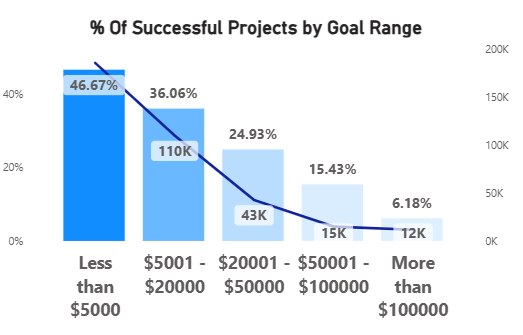 % Of Successful Projects by Goal Range
200K
150K
100K
50K
0K
40%
20%
0%
46.67%
36.06%
24.93%
15.43%
6.18%
110K
43K
15K
12K
Less than $5000
$5001 - $20000
$20001 - $50000
$50001 - $100000
More than $100000